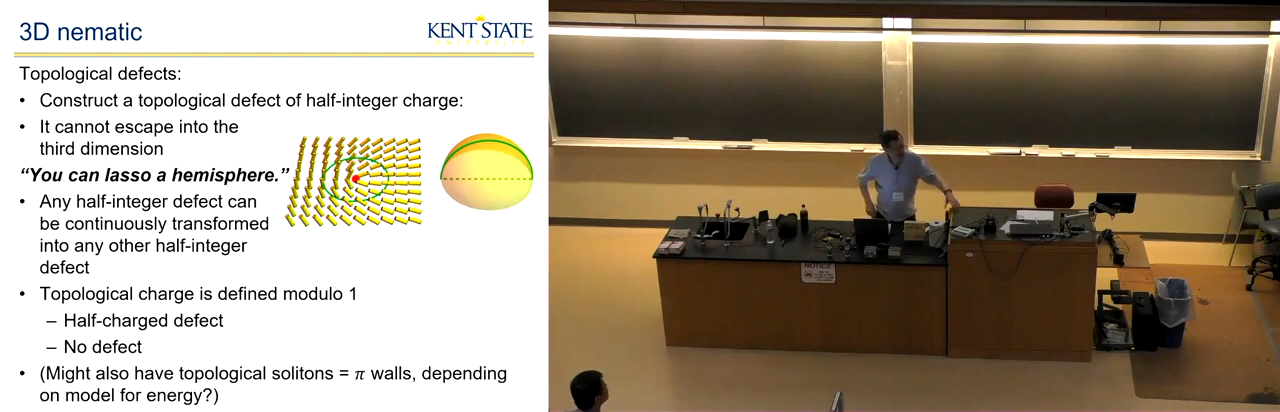 3D nematic
KENT STATE
UNIVERSITY
Topological defects:
• Construct a topological defect of half-integer charge:
• It cannot escape into the
third dimension
“You can lasso a hemisphere.”
• Any half-integer defect can
be continuously transformed
into any other half-integer
defect
• Topological charge is defined modulo 1
– Half-charged defect
– No defect
• (Might also have topological solitons = 𝜋 walls, depending
on model for energy?)
NOTICE